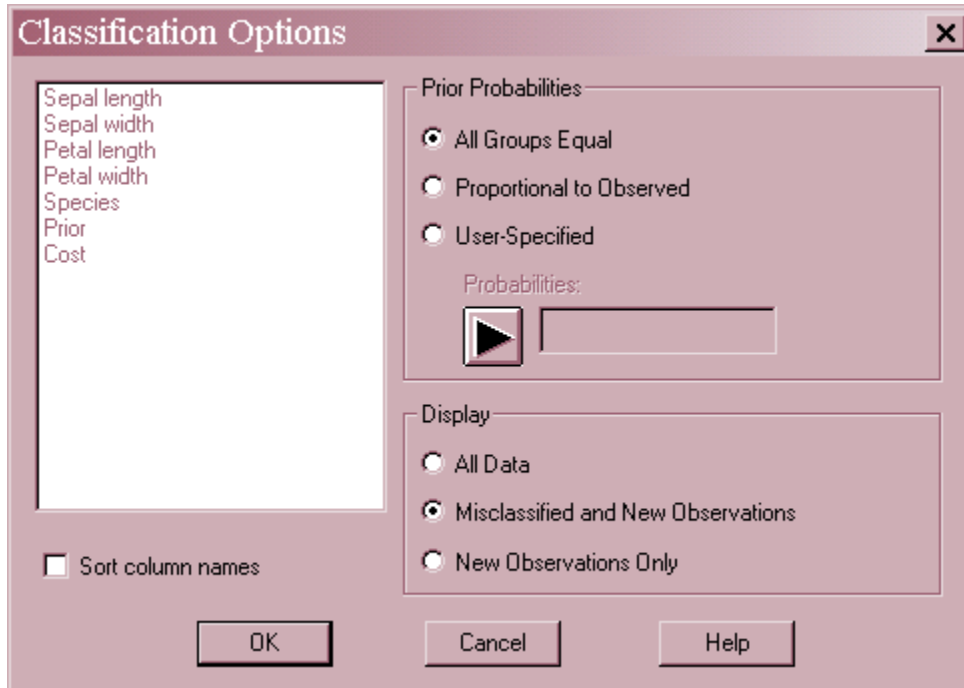 Classification Options
Sepal length
Sepal width
Petal length
Petal width
Species
Prior
Cost
Sort column names
Prior Probabilities
All Groups Equal
Proportional to Observed
User-Specified
Probabilities:
Display
All Data
Misclassified and New Observations
New Observations Only
OK
Cancel
Help